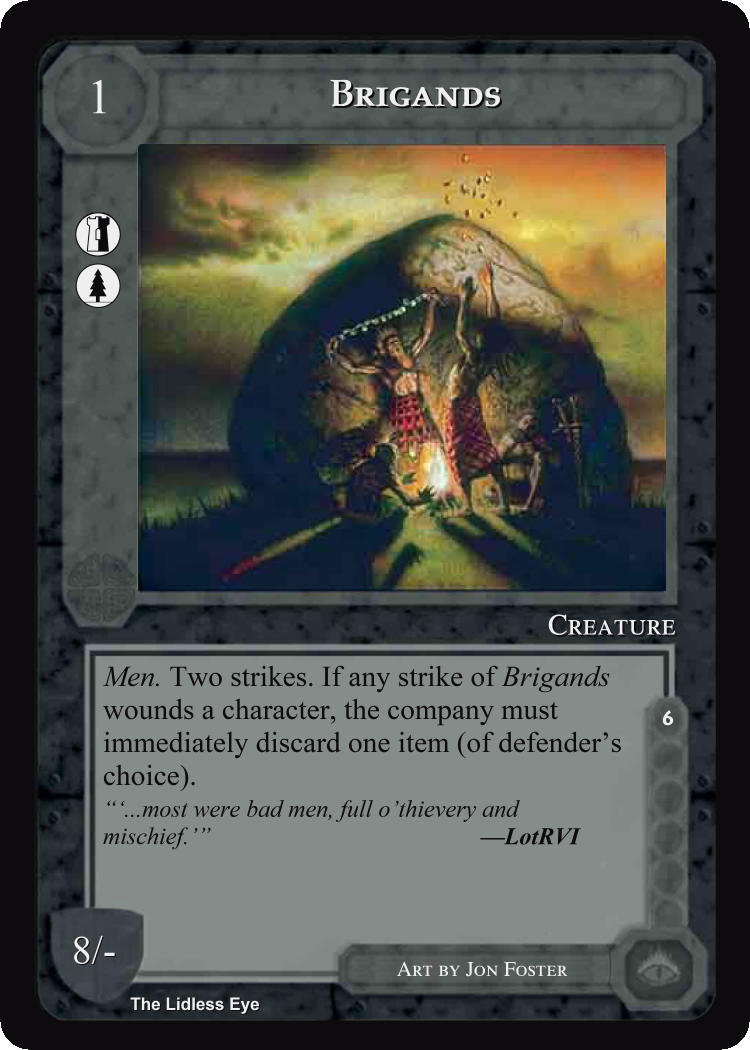 1
BRIGANDS
CREATURE
Men. Two strikes. If any strike of Brigands
wounds a character, the company must
immediately discard one item (of defender’s
choice).
6
“‘...most were bad men, full o’thievery and
mischief.’” —LotRVI
8/-
ART BY JON FOSTER
The Lidless Eye